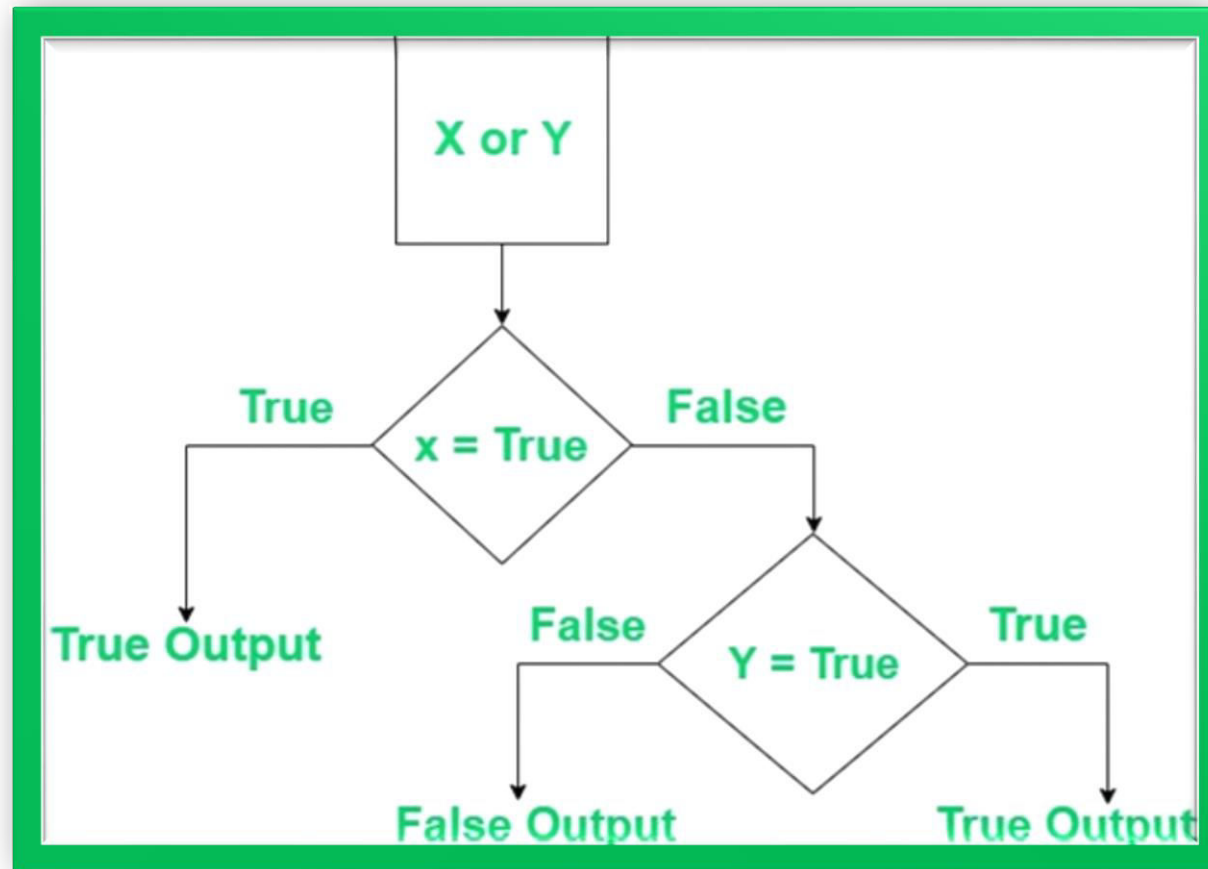 X or Y
True
False
x = True
False
True
True Output
Y = True
False Output
True Output